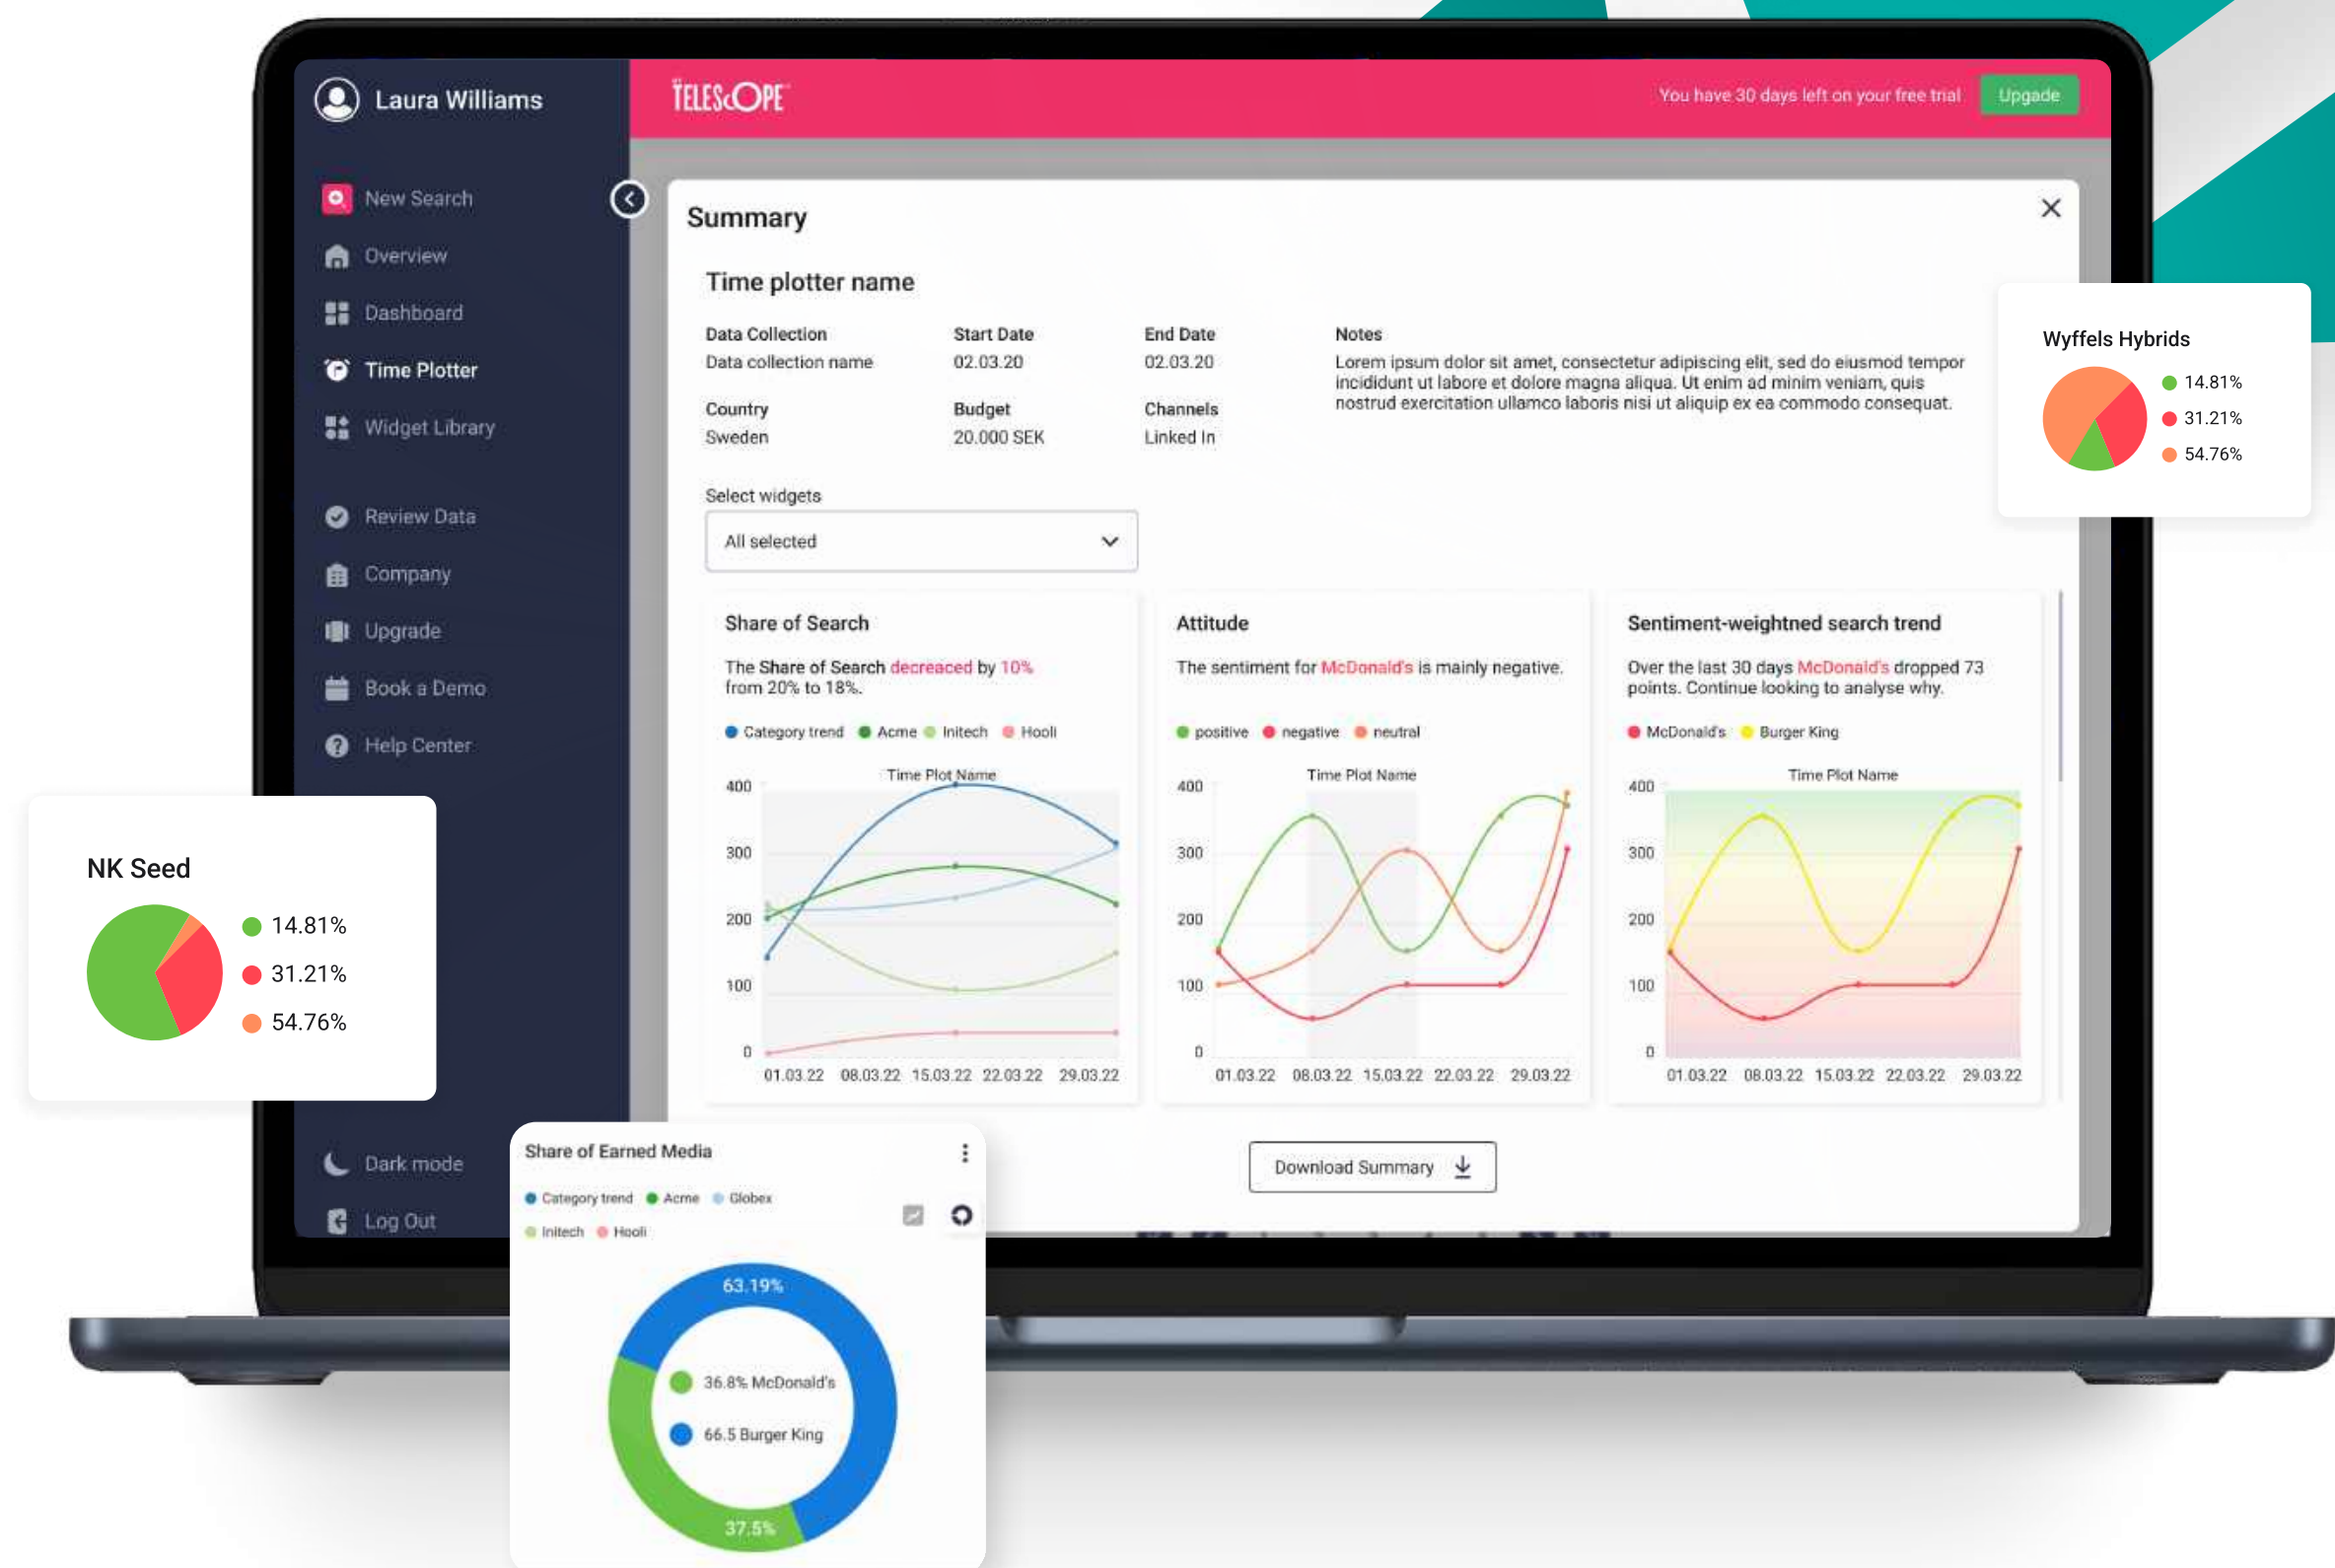 Laura Williams
TELESCOPE
You have 30 days left on your free trial
Upgade
New Search
Overview
Dashboard
Time Plotter
Widget Library
Review Data
Company
Upgrade
Book a Demo
Help Center
Dark mode
Log Out
Summary
Time plotter name
Data Collection
Data collection name
Start Date
02.03.20
End Date
02.03.20
Notes
Lorem ipsum dolor sit amet, consectetur adipiscing elit, sed do eiusmod tempor
incididunt ut labore et dolore magna aliqua. Ut enim ad minim veniam, quis
nostrud exercitation ullamco laboris nisi ut aliquip ex ea commodo consequat.
Country
Sweden
Budget
20.000 SEK
Channels
Linked In
Select widgets
All selected
Wyffels Hybrids
14.81%
31.21%
54.76%
Share of Search
The Share of Search decreaced by 10%
from 20% to 18%.
Category trend Acme Initech Hooli
Time Plot Name
400
300
200
100
0
01.03.22 08.03.22 15.03.22 22.03.22 29.03.22
Attitude
The sentiment for McDonald's is mainly negative.
positive negative neutral
Time Plot Name
400
300
200
100
0
01.03.22 08.03.22 15.03.22 22.03.22 29.03.22
Sentiment-weightned search trend
Over the last 30 days McDonald's dropped 73
points. Continue looking to analyse why.
McDonald's Burger King
Time Plot Name
400
300
200
100
0
01.03.22 08.03.22 15.03.22 22.03.22 29.03.22
NK Seed
14.81%
31.21%
54.76%
Download Summary
Share of Earned Media
Category trend Acme Globex
Initech Hooli
63.19%
36.8% McDonald's
66.5 Burger King
37.5%